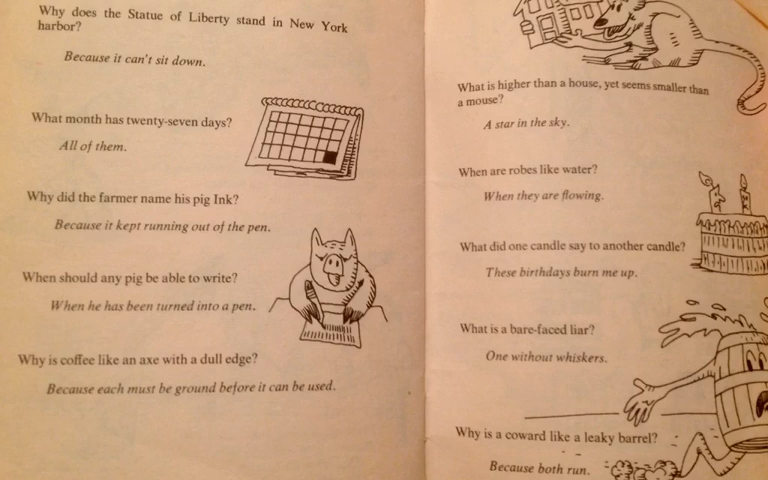 Why does the Statue of Liberty stand in New York
harbor?
Because it can't sit down.
What month has twenty-seven days?
All of them.
Why did the farmer name his pig Ink?
Because it kept running out of the pen.
When should any pig be able to write?
When he has been turned into a pen.
Why is coffee like an axe with a dull edge?
Because each must be ground before it can be used.
What is higher than a house, yet seems smaller than
a mouse?
A star in the sky.
When are robes like water?
When they are flowing.
What did one candle say to another candle?
These birthdays burn me up.
What is a bare-faced liar?
One without whiskers.
Why is a coward like a leaky barrel?
Because both run.